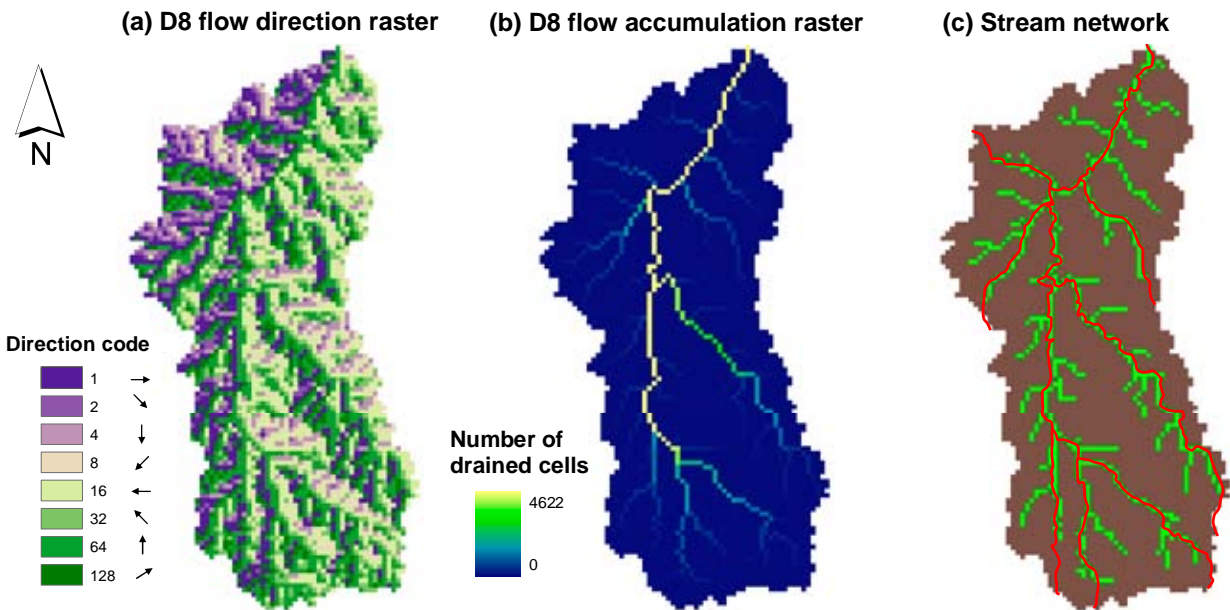 (a) D8 flow direction raster
(b) D8 flow accumulation raster
(c) Stream network
N
Direction code
1
2
4
8
16
32
64
128
Number of
drained cells
4622
0